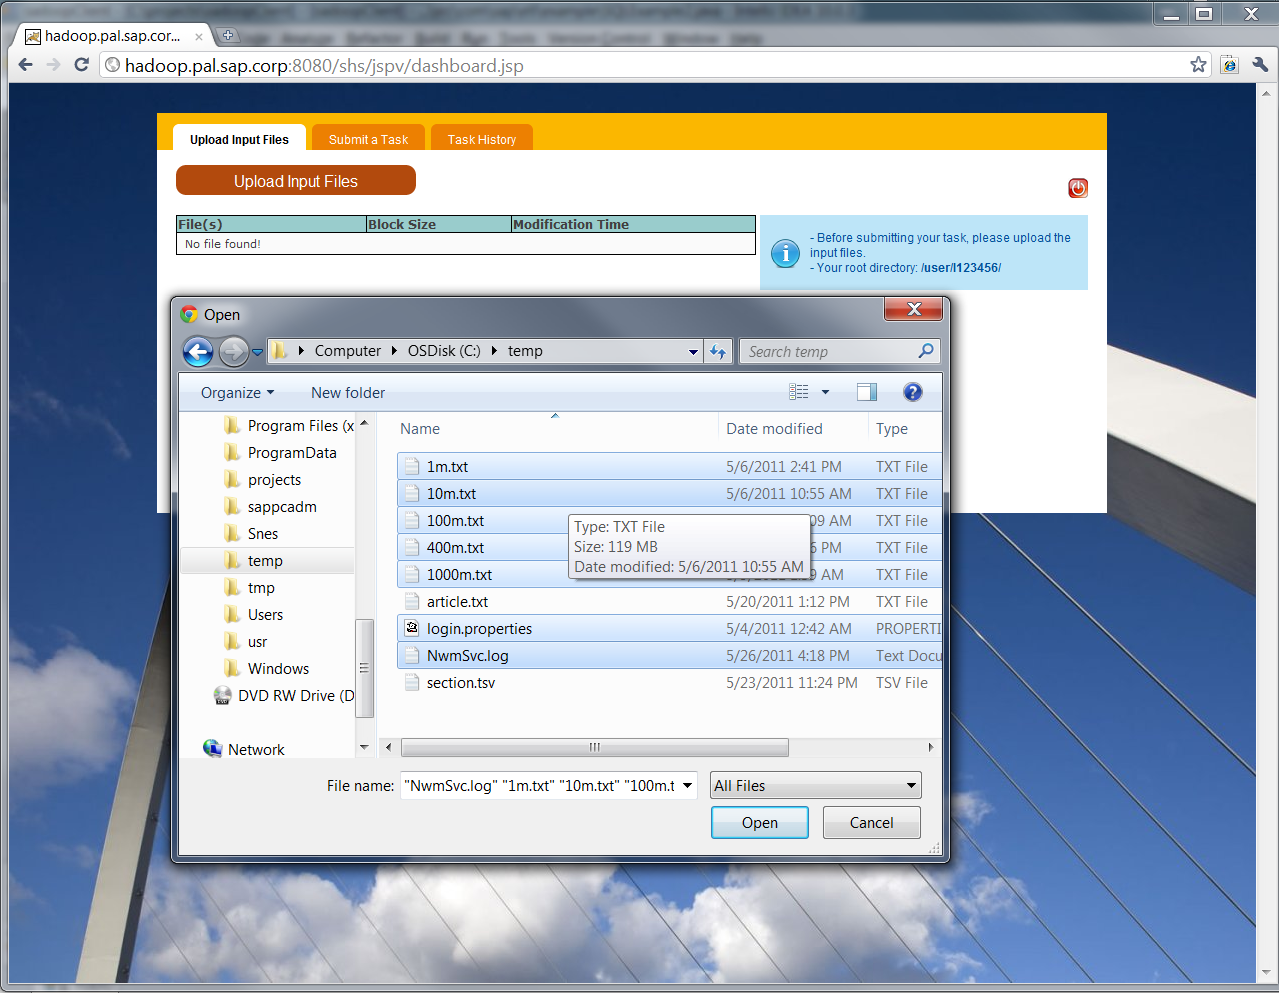 hadoop.pal.sap.cor...
hadoop.pal.sap.corp:8080/shs/jspv/dashboard.jsp
Upload Input Files
Submit a Task
Task History
Upload Input Files
File(s) Block Size Modification Time
No file found!
- Before submitting your task, please upload the
input files.
- Your root directory: /user/I123456/
Open
Computer OSDisk (C:) temp
Search temp
Organize New folder
Name Date modified Type
Program Files (x
ProgramData
projects
sappcadm
Snes
temp
tmp
Users
usr
Windows
DVD RW Drive (D
Network
1m.txt 5/6/2011 2:41 PM TXT File
10m.txt 5/6/2011 10:55 AM TXT File
100m.txt 09 AM TXT File
400m.txt PM TXT File
1000m.txt AM TXT File
article.txt 5/20/2011 1:12 PM TXT File
login.properties 5/4/2011 12:42 AM PROPERTI
NwmSvc.log 5/26/2011 4:18 PM Text Docu
section.tsv 5/23/2011 11:24 PM TSV File
Type: TXT File
Size: 119 MB
Date modified: 5/6/2011 10:55 AM
File name: "NwmSvc.log" "1m.txt" "10m.txt" "100m.t
All Files
Open
Cancel